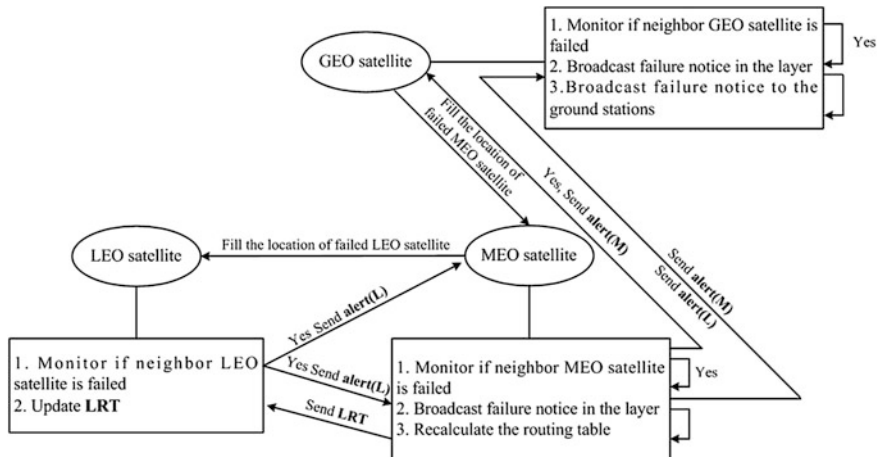 GEO satellite
1. Monitor if neighbor GEO satellite is
failed
2. Broadcast failure notice in the layer
3.Broadcast failure notice to the
ground stations
Yes
Fill the location of
failed MEO satellite
Yes, Send alert(M)
Send alert(M)
Send alert(L)
LEO satellite
Fill the location of failed LEO satellite
MEO satellite
Yes Send alert(L)
Yes Send alert(L)
Send LRT
1. Monitor if neighbor LEO
satellite is failed
2. Update LRT
1. Monitor if neighbor MEO satellite
is failed
2. Broadcast failure notice in the layer
3. Recalculate the routing table
Yes